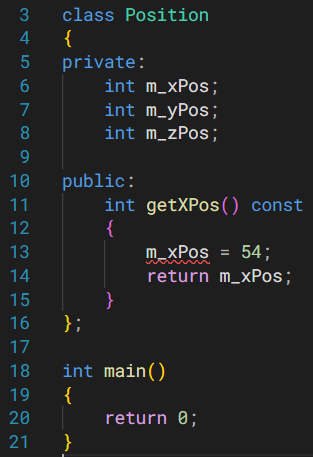 3 class Position
4 {
5 private:
6     int m_xPos;
7     int m_yPos;
8     int m_zPos;
9
10 public:
11     int getXPos() const
12     {
13         m_xPos = 54;
14         return m_xPos;
15     }
16 };
17
18 int main()
19 {
20     return 0;
21 }